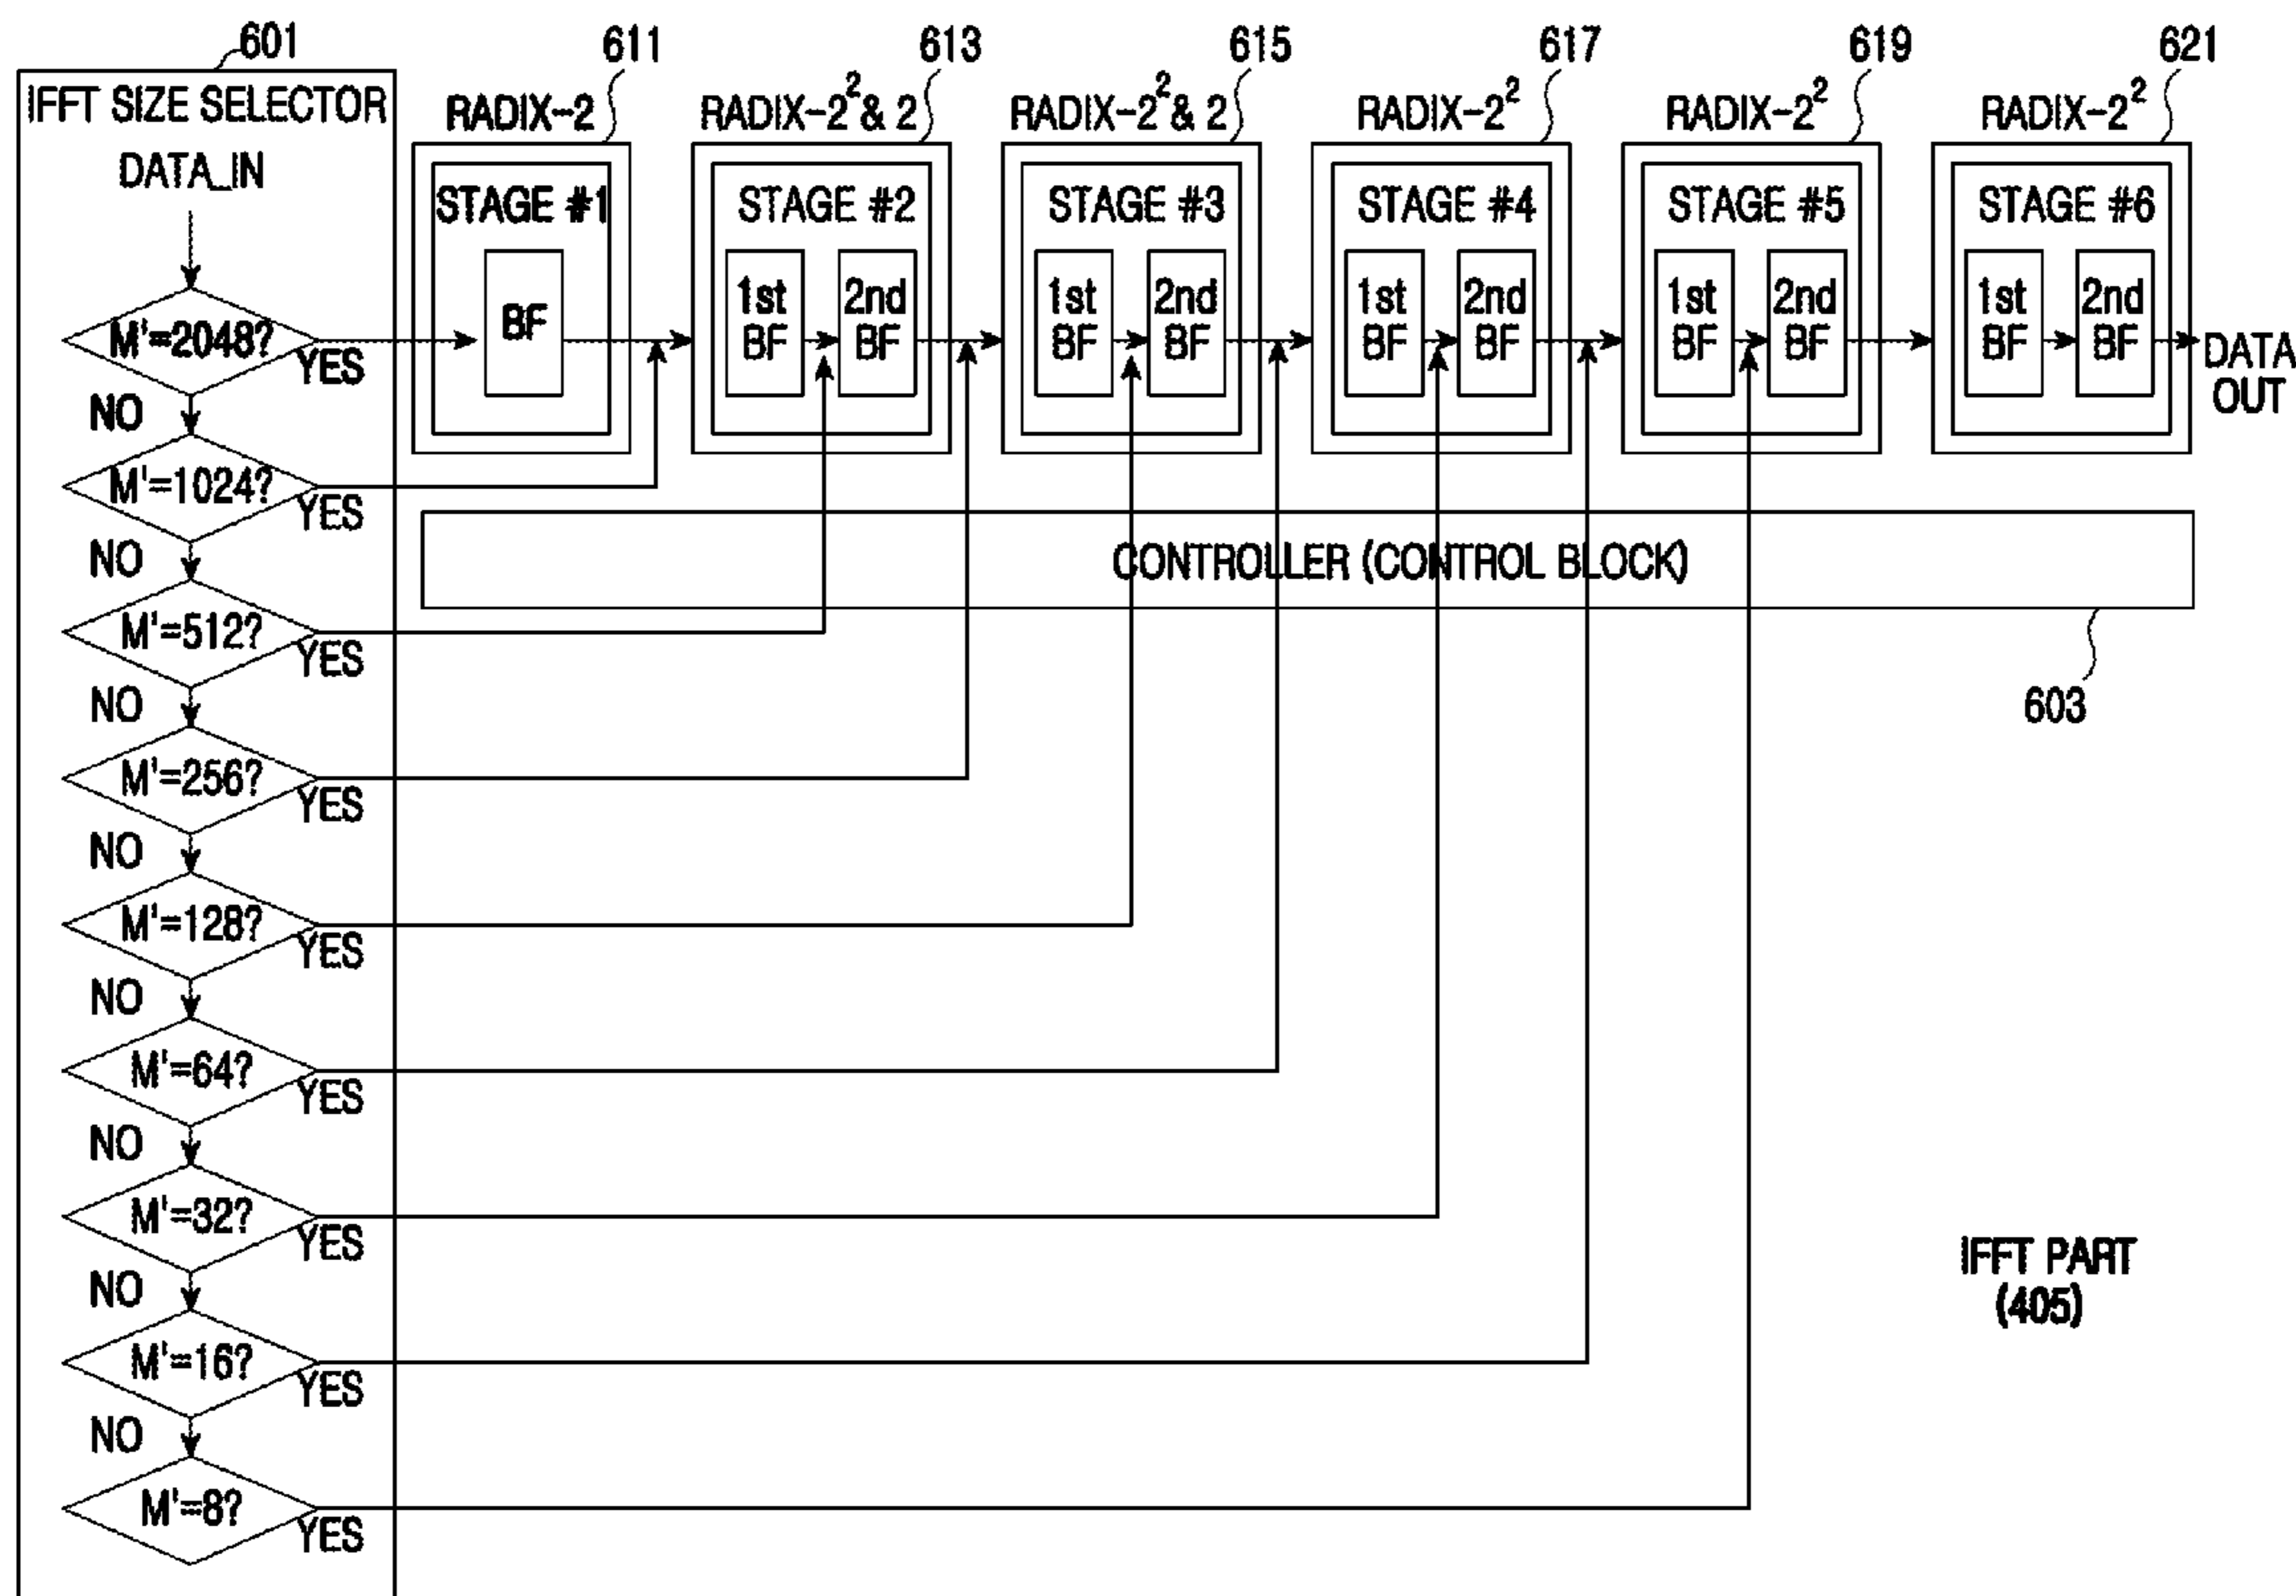 601
611
613
615
617
619
621
IFFT SIZE SELECTOR
RADIX-2
RADIX-2² & 2
RADIX-2² & 2
RADIX-2²
RADIX-2²
RADIX-2²
DATA_IN
STAGE #1
STAGE #2
STAGE #3
STAGE #4
STAGE #5
STAGE #6
BF
1st
BF
2nd
BF
1st
BF
2nd
BF
1st
BF
2nd
BF
1st
BF
2nd
BF
1st
BF
2nd
BF
DATA
OUT
M'=2048?
YES
NO
M'=1024?
YES
CONTROLLER (CONTROL BLOCK)
603
NO
M'=512?
YES
NO
M'=256?
YES
NO
M'=128?
YES
NO
M'=64?
YES
NO
M'=32?
YES
NO
M'=16?
YES
NO
M'=8?
YES
IFFT PART
(405)